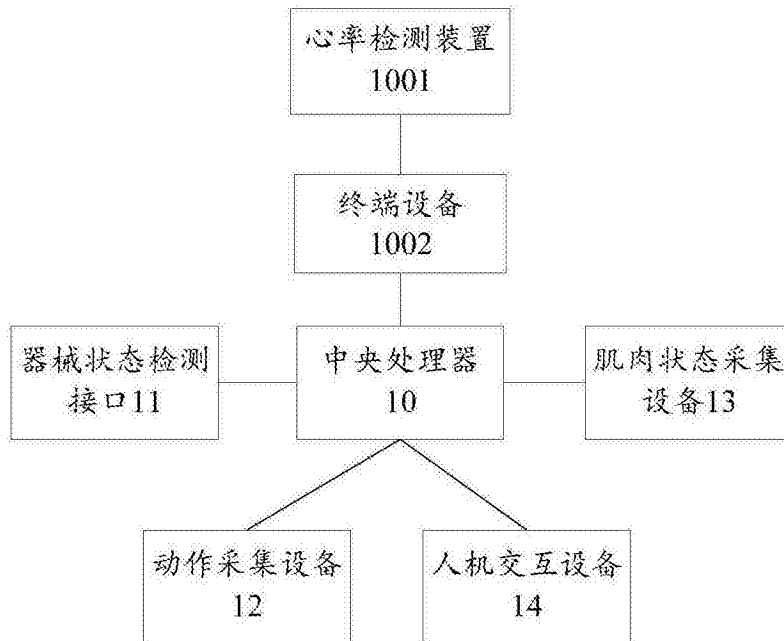 心率检测装置
1001
终端设备
1002
器械状态检测
接口11
中央处理器
10
肌肉状态采集
设备13
动作采集设备
12
人机交互设备
14